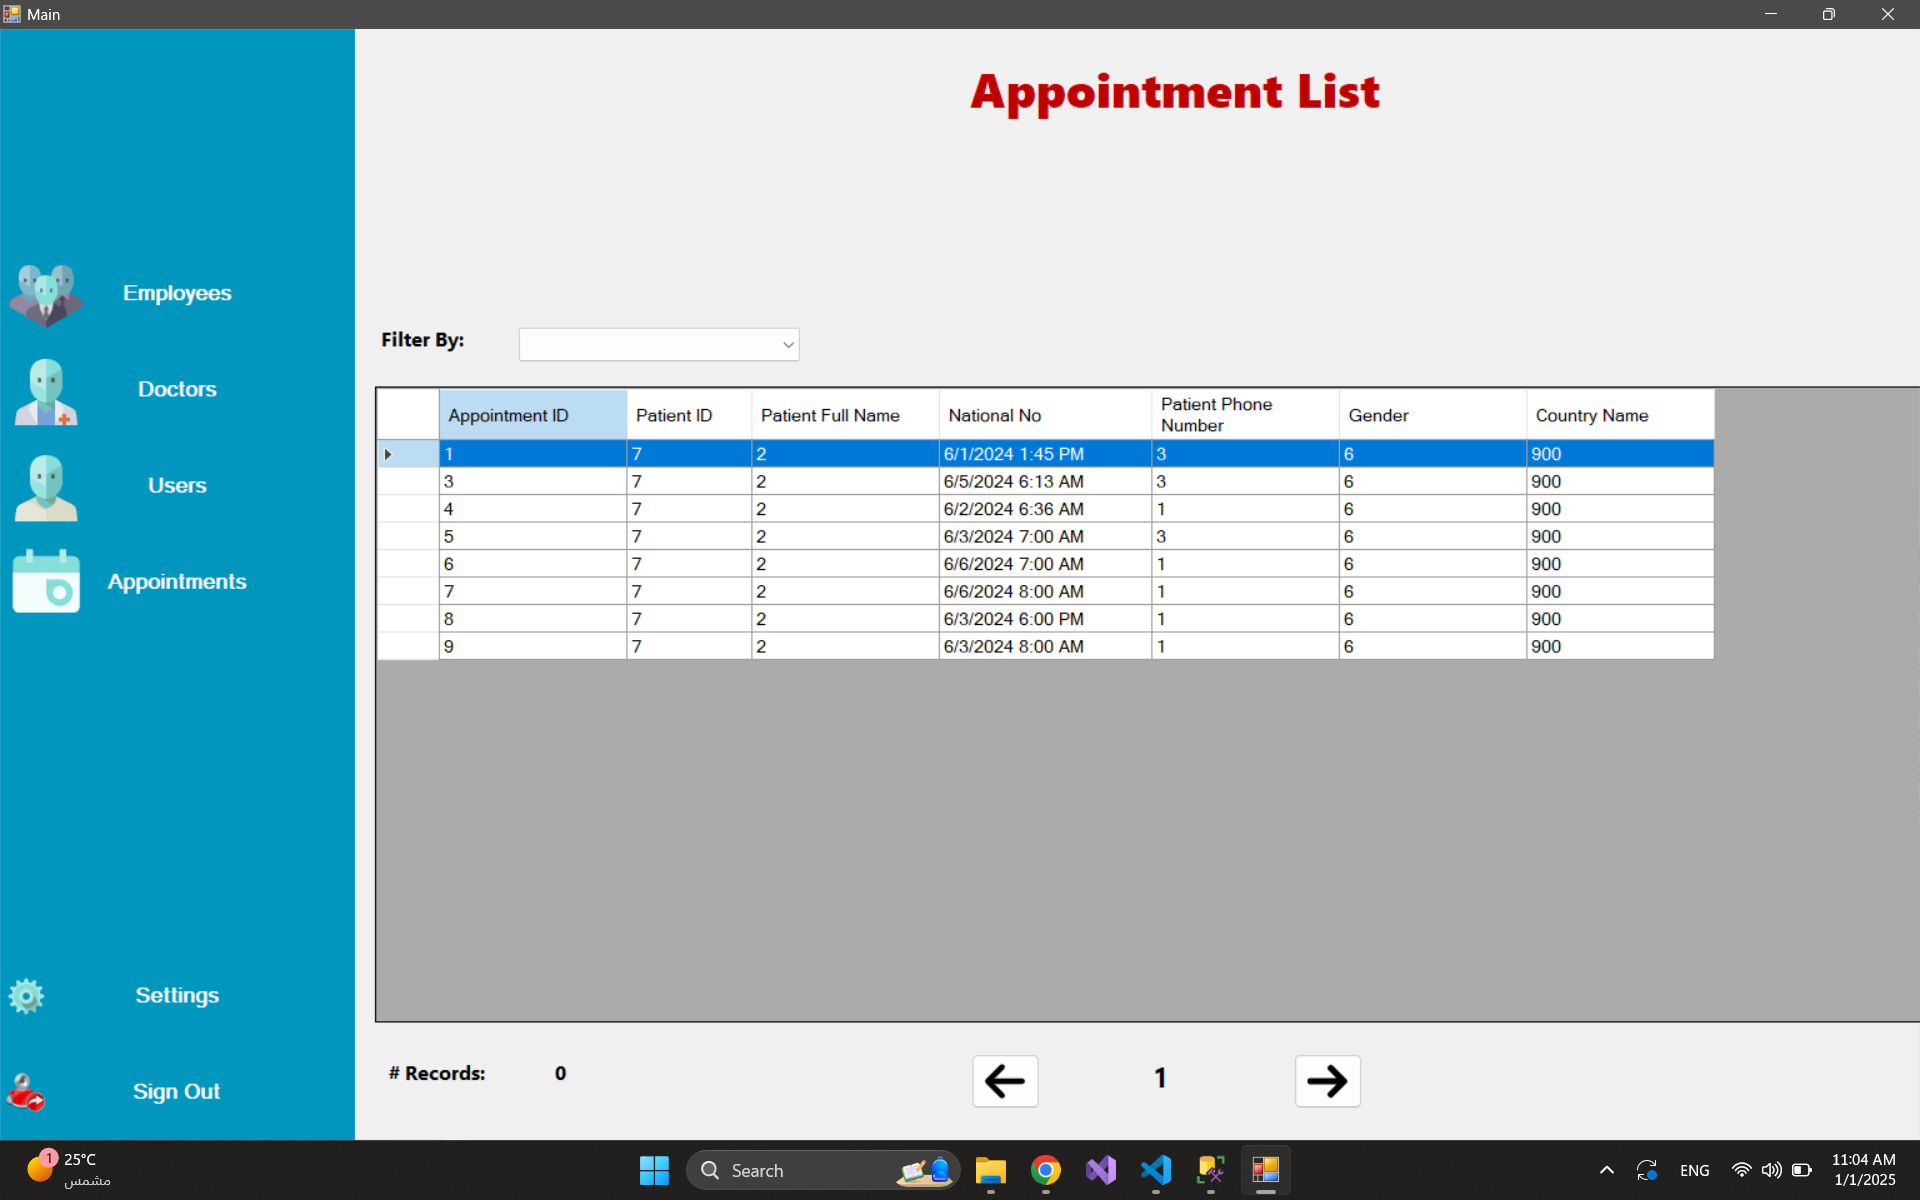 Main
Appointment List
Employees
Doctors
Users
Appointments
Settings
Sign Out
Filter By:
Appointment ID Patient ID Patient Full Name National No Patient Phone Number Gender Country Name
1 7 2 6/1/2024 1:45 PM 3 6 900
3 7 2 6/5/2024 6:13 AM 3 6 900
4 7 2 6/2/2024 6:36 AM 1 6 900
5 7 2 6/3/2024 7:00 AM 3 6 900
6 7 2 6/6/2024 7:00 AM 1 6 900
7 7 2 6/6/2024 8:00 AM 1 6 900
8 7 2 6/3/2024 6:00 PM 1 6 900
9 7 2 6/3/2024 8:00 AM 1 6 900
# Records: 0
1
1
25°C
مشمس
Search
ENG
11:04 AM
1/1/2025